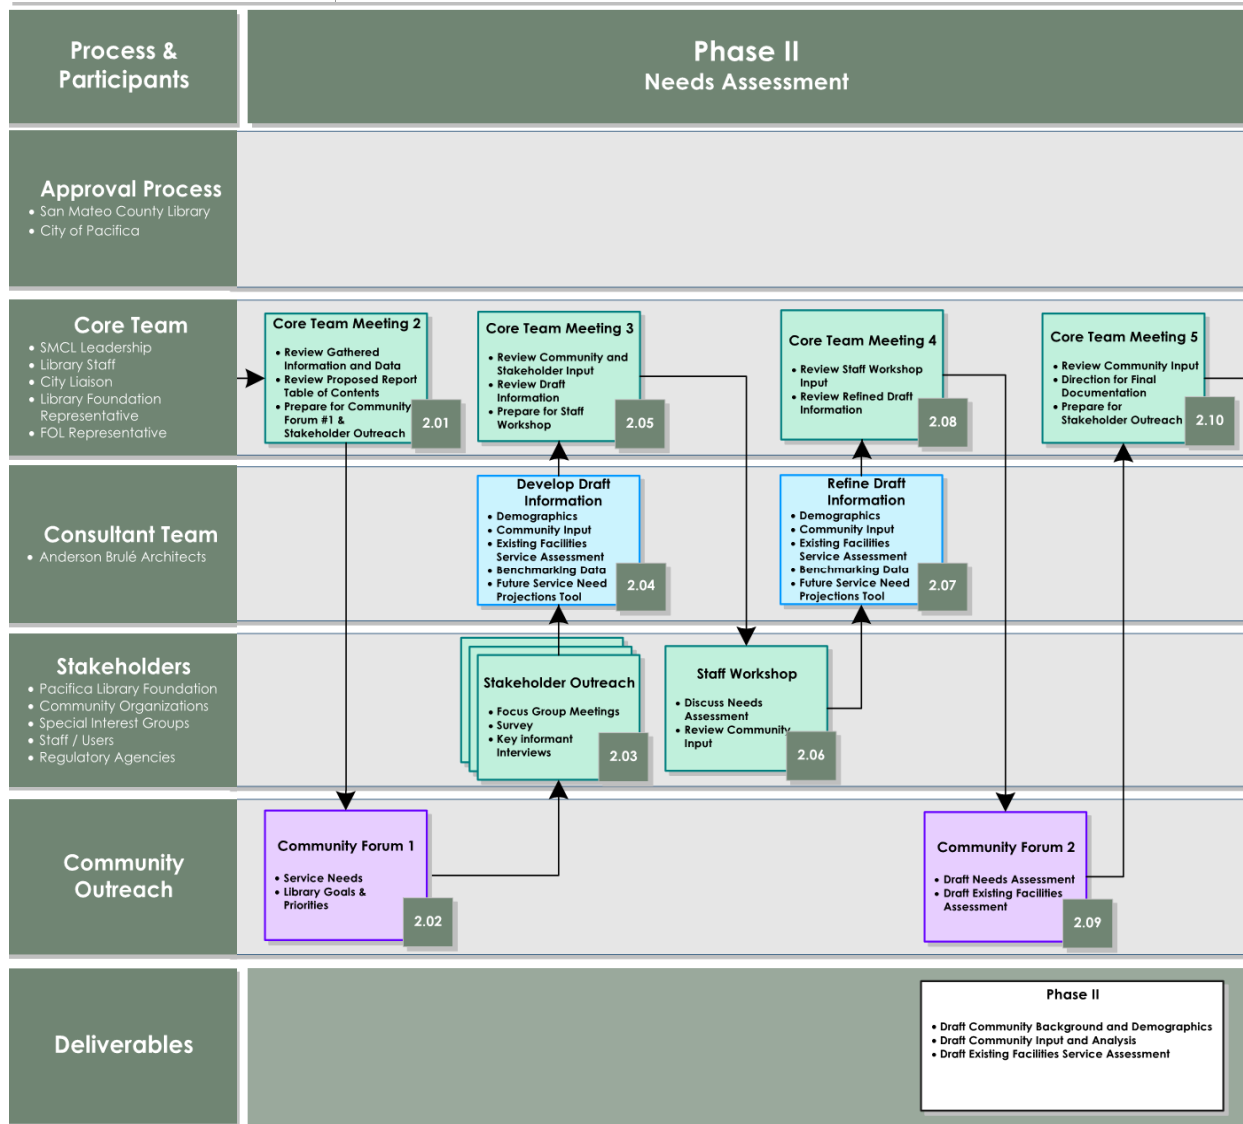 Process &
Participants
Phase II
Needs Assessment
Approval Process
• San Mateo County Library
• City of Pacifica
Core Team
• SMCL Leadership
• Library Staff
• City Liaison
• Library Foundation
Representative
• FOL Representative
Core Team Meeting 2
• Review Gathered
Information and Data
• Review Proposed Report
Table of Contents
• Prepare for Community
Forum #1 &
Stakeholder Outreach
2.01
Core Team Meeting 3
• Review Community and
Stakeholder Input
• Review Draft
Information
• Prepare for Staff
Workshop
2.05
Core Team Meeting 4
• Review Staff Workshop
Input
• Review Refined Draft
Information
2.08
Core Team Meeting 5
• Review Community Input
• Direction for Final
Documentation
• Prepare for
Stakeholder Outreach
2.10
Consultant Team
• Anderson Brulé Architects
Develop Draft
Information
• Demographics
• Community Input
• Existing Facilities
Service Assessment
• Benchmarking Data
• Future Service Need
Projections Tool
2.04
Refine Draft
Information
• Demographics
• Community Input
• Existing Facilities
Service Assessment
• Benchmarking Data
• Future Service Need
Projections Tool
2.07
Stakeholders
• Pacifica Library Foundation
• Community Organizations
• Special Interest Groups
• Staff / Users
• Regulatory Agencies
Stakeholder Outreach
• Focus Group Meetings
• Survey
• Key informant
Interviews
2.03
Staff Workshop
• Discuss Needs
Assessment
• Review Community
Input
2.06
Community
Outreach
Community Forum 1
• Service Needs
• Library Goals &
Priorities
2.02
Community Forum 2
• Draft Needs Assessment
• Draft Existing Facilities
Assessment
2.09
Deliverables
Phase II
• Draft Community Background and Demographics
• Draft Community Input and Analysis
• Draft Existing Facilities Service Assessment